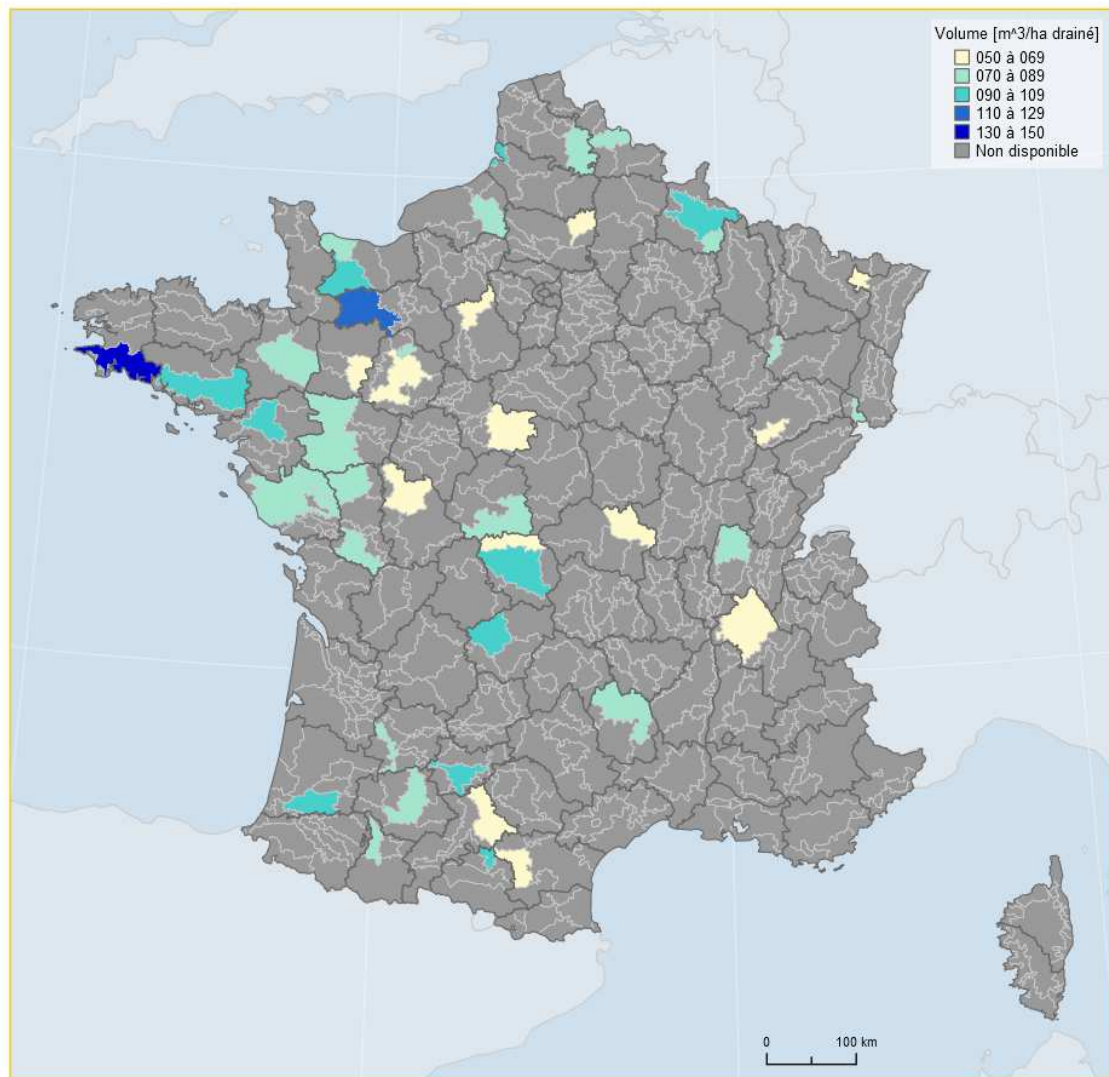 Volume [m^3/ha drainé]
050 à 069
070 à 089
090 à 109
110 à 129
130 à 150
Non disponible
0 100 km